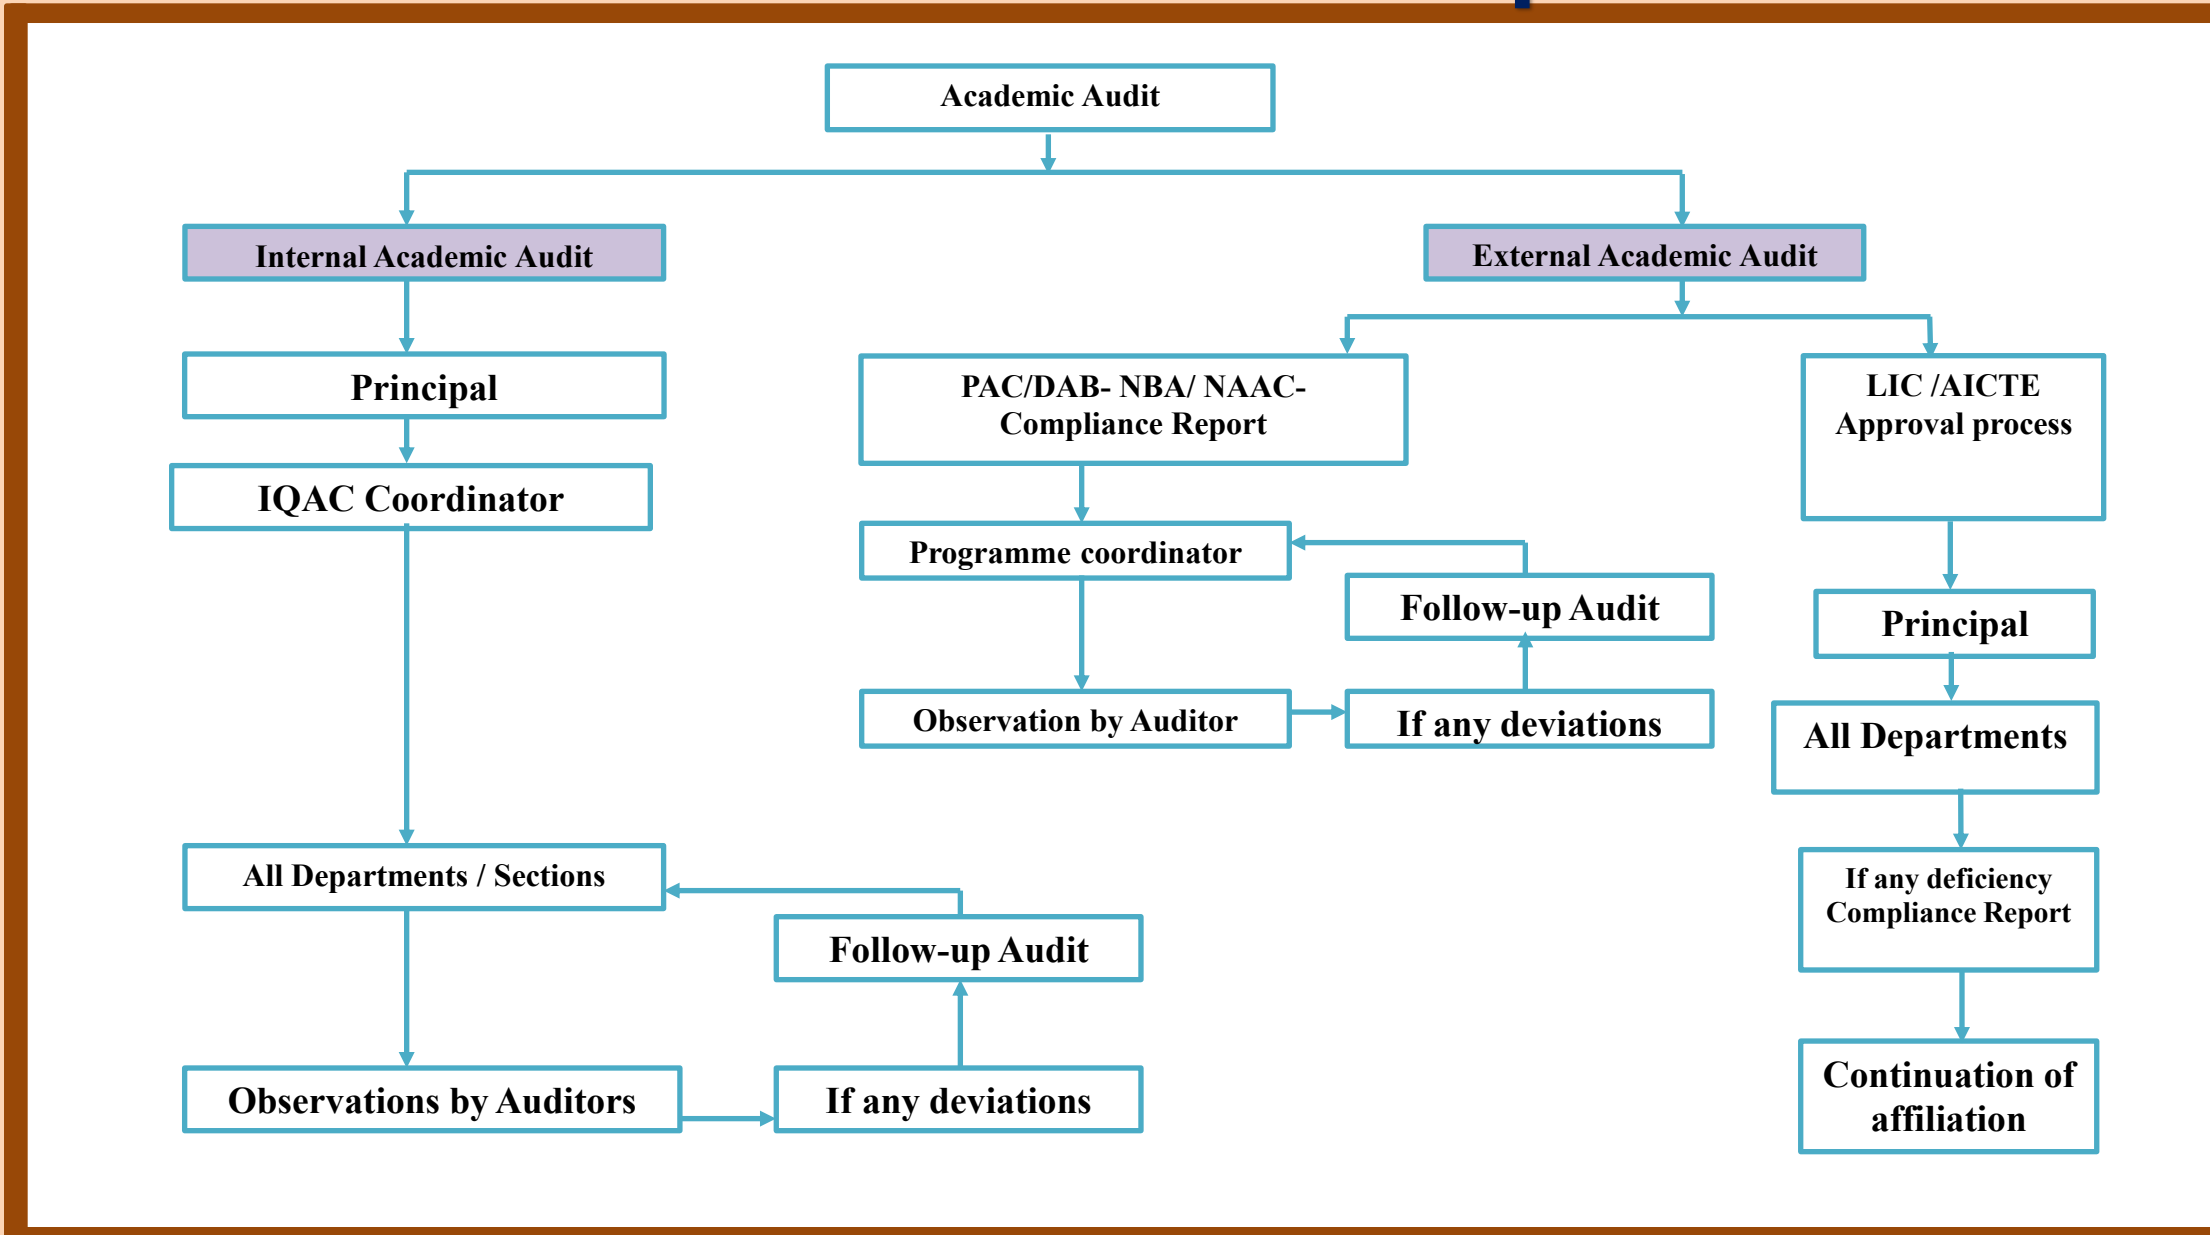 Academic Audit
Internal Academic Audit
External Academic Audit
Principal
IQAC Coordinator
All Departments / Sections
Observations by Auditors
If any deviations
Follow-up Audit
PAC/DAB- NBA/ NAAC-
Compliance Report
Programme coordinator
Observation by Auditor
If any deviations
Follow-up Audit
LIC /AICTE
Approval process
Principal
All Departments
If any deficiency
Compliance Report
Continuation of
affiliation